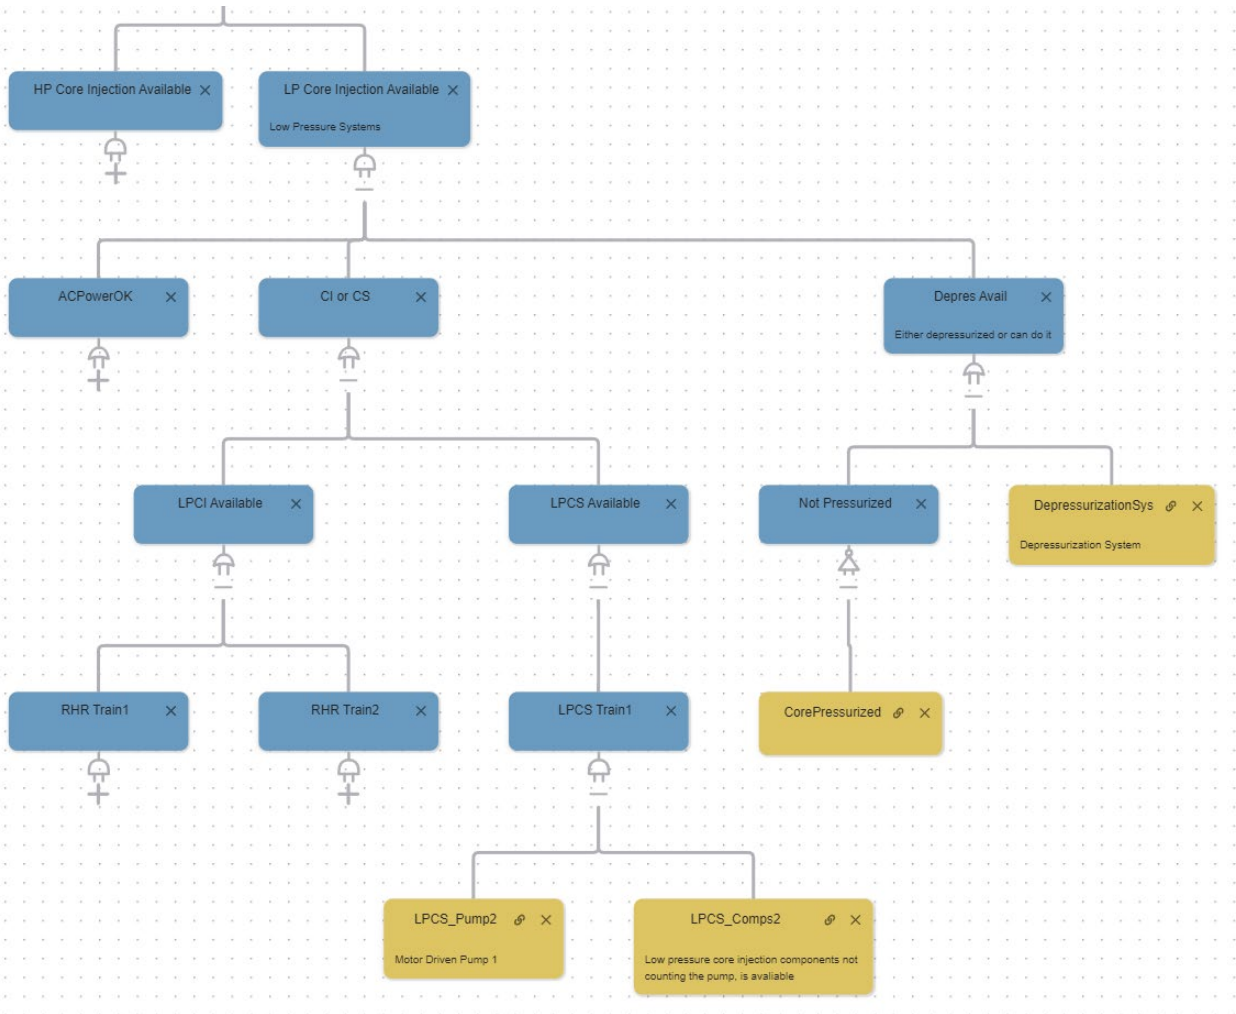 HP Core Injection Available
LP Core Injection Available
Low Pressure Systems
ACPowerOK
CI or CS
Depres Avail
Either depressurized or can do it
LPCI Available
LPCS Available
Not Pressurized
DepressurizationSys
Depressurization System
RHR Train1
RHR Train2
LPCS Train1
CorePressurized
LPCS_Pump2
Motor Driven Pump 1
LPCS_Comps2
Low pressure core injection components not
counting the pump, is avaliable